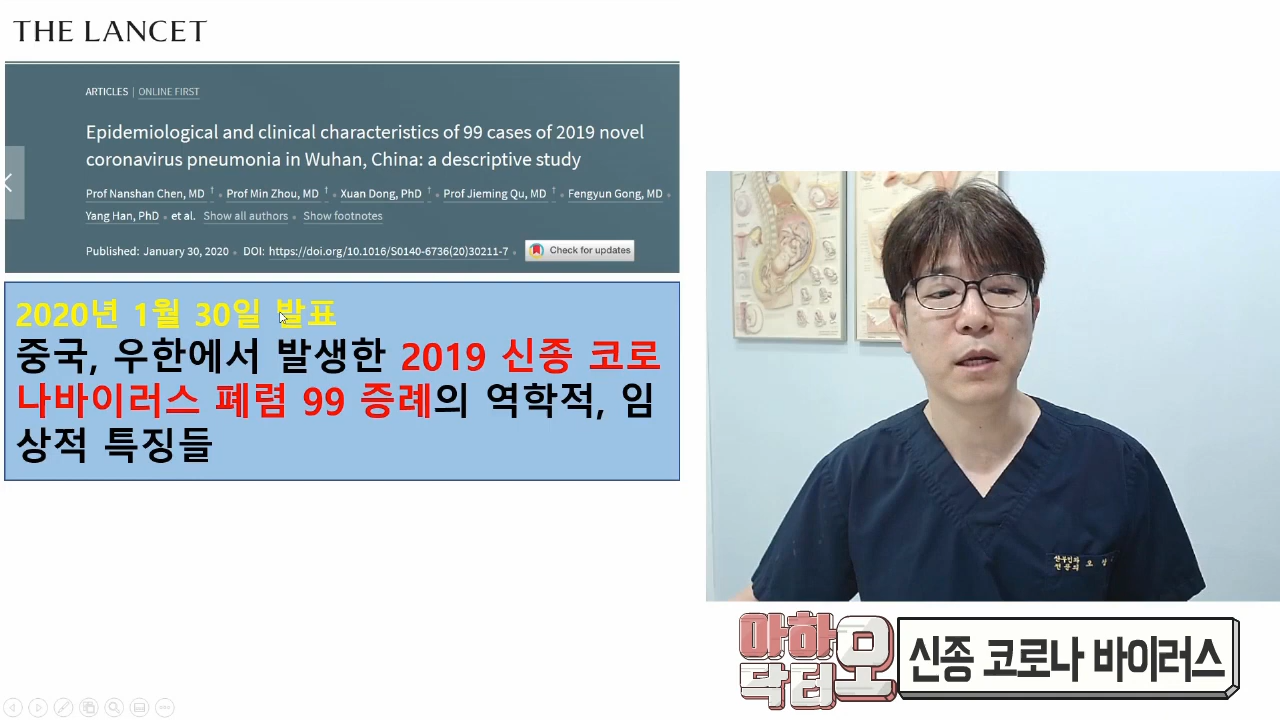 THE LANCET
ARTICLES | ONLINE FIRST
Epidemiological and clinical characteristics of 99 cases of 2019 novel
coronavirus pneumonia in Wuhan, China: a descriptive study
Prof Nanshan Chen, MD † • Prof Min Zhou, MD † • Xuan Dong, PhD † • Prof Jieming Qu, MD † • Fengyun Gong, MD •
Yang Han, PhD • et al. Show all authors • Show footnotes
Published: January 30, 2020 • DOI: https://doi.org/10.1016/S0140-6736(20)30211-7 • Check for updates
2020년 1월 30일 발표
중국, 우한에서 발생한 2019 신종 코로
나바이러스 폐렴 99 증례의 역학적, 임
상적 특징들
오
아하
닥터오
신종 코로나 바이러스